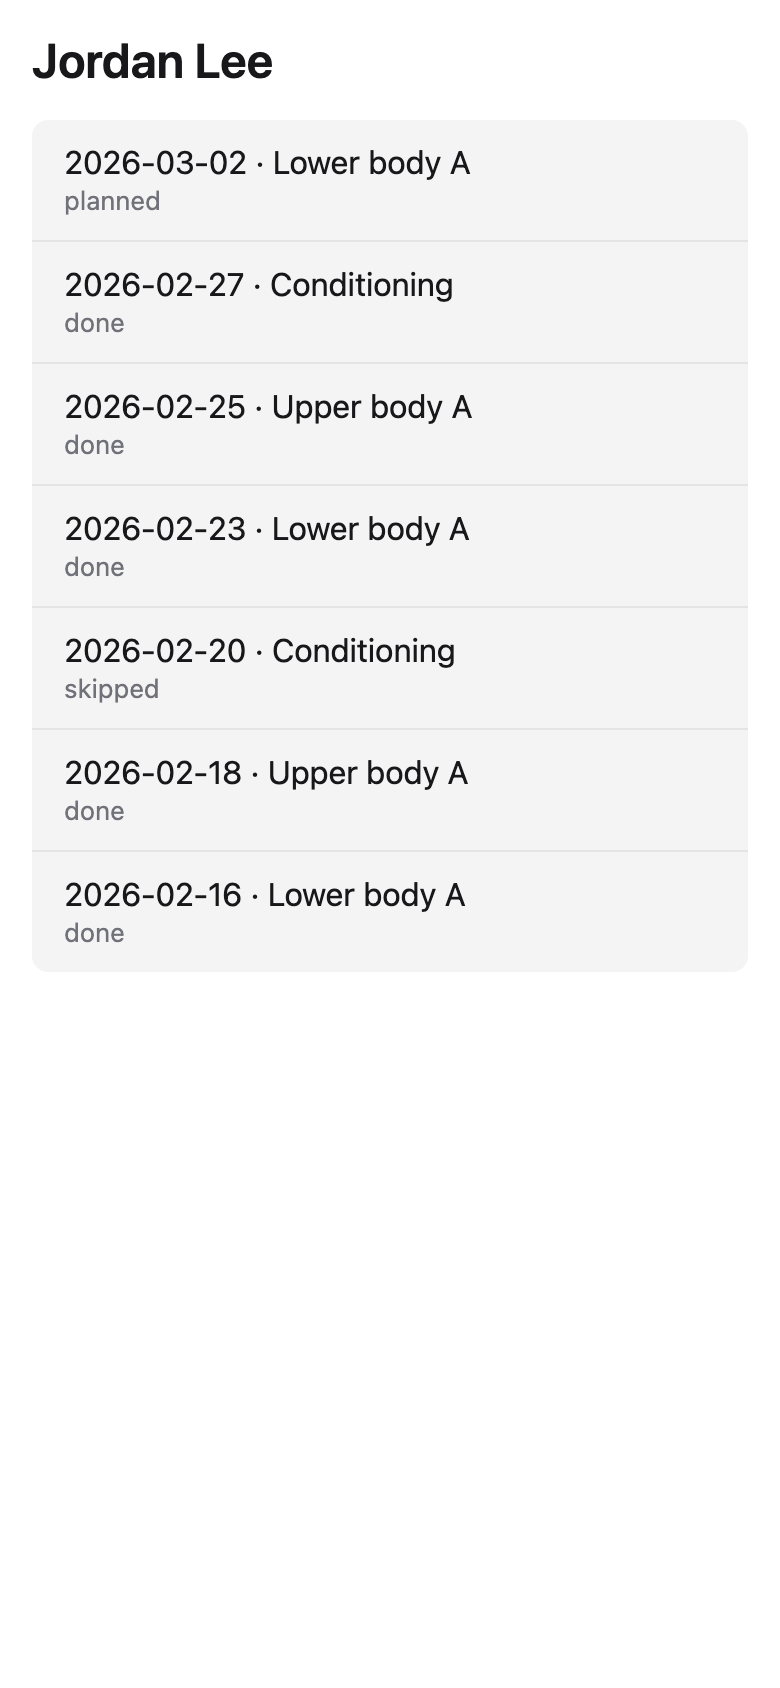 Jordan Lee
2026-03-02 · Lower body A
planned
2026-02-27 · Conditioning
done
2026-02-25 · Upper body A
done
2026-02-23 · Lower body A
done
2026-02-20 · Conditioning
skipped
2026-02-18 · Upper body A
done
2026-02-16 · Lower body A
done